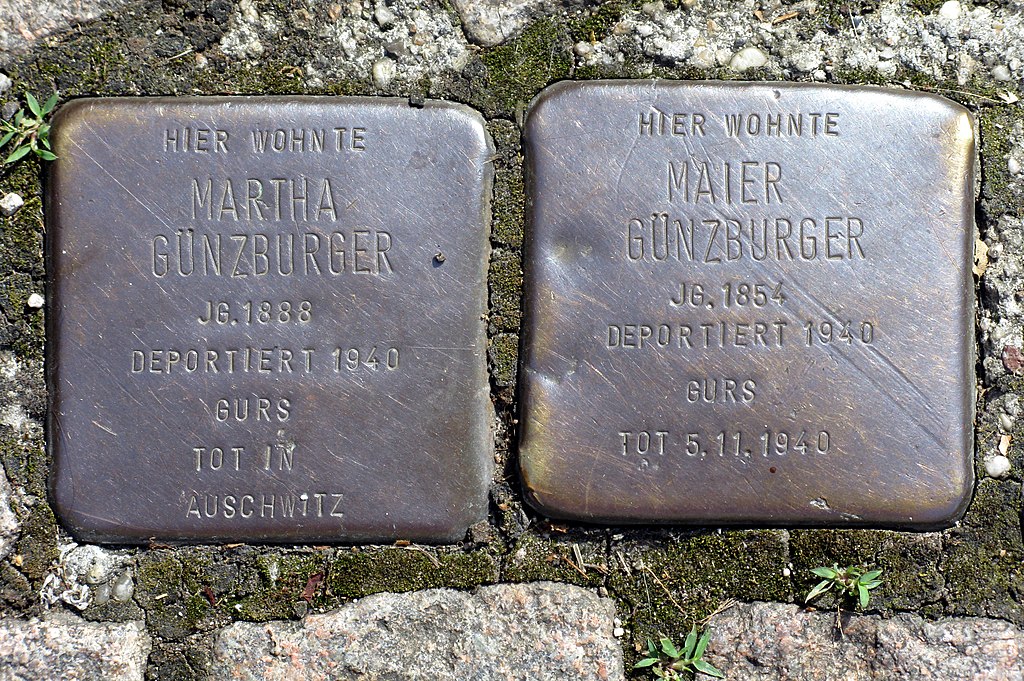 HIER WOHNTE
MARTHA
GÜNZBURGER
JG. 1888
DEPORTIERT 1940
GURS
TOT IN
AUSCHWITZ
HIER WOHNTE
MAIER
GÜNZBURGER
JG. 1854
DEPORTIERT 1940
GURS
TOT 5.11.1940